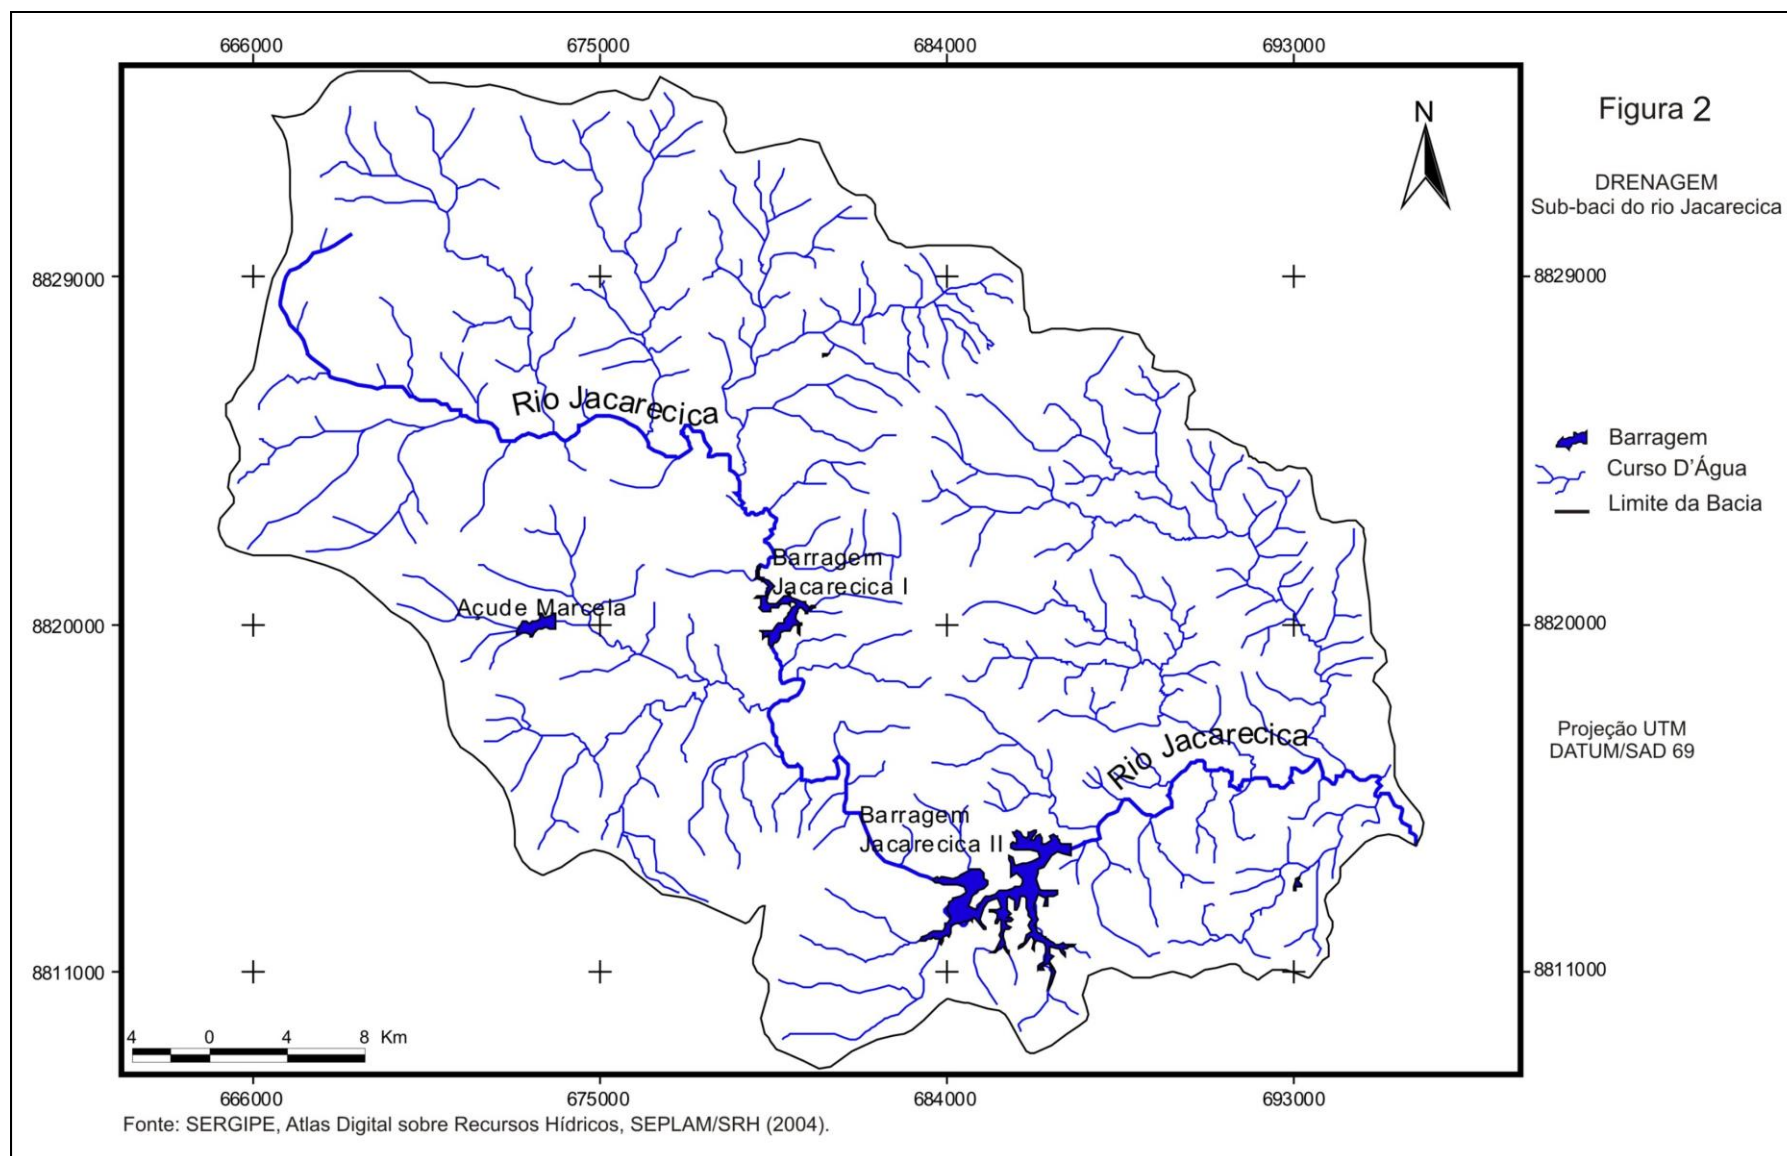 666000
675000
684000
693000
N
Figura 2
DRENAGEM
Sub-baci do rio Jacarecica
8829000
8829000
Rio Jacarecica
Barragem
Curso D'Água
Limite da Bacia
Barragem
Jacarecica I
Açude Marcela
8820000
8820000
Rio Jacarecica
Projeção UTM
DATUM/SAD 69
Barragem
Jacarecica II
8811000
8811000
4 0 4 8 Km
666000
675000
684000
693000
Fonte: SERGIPE, Atlas Digital sobre Recursos Hídricos, SEPLAM/SRH (2004).